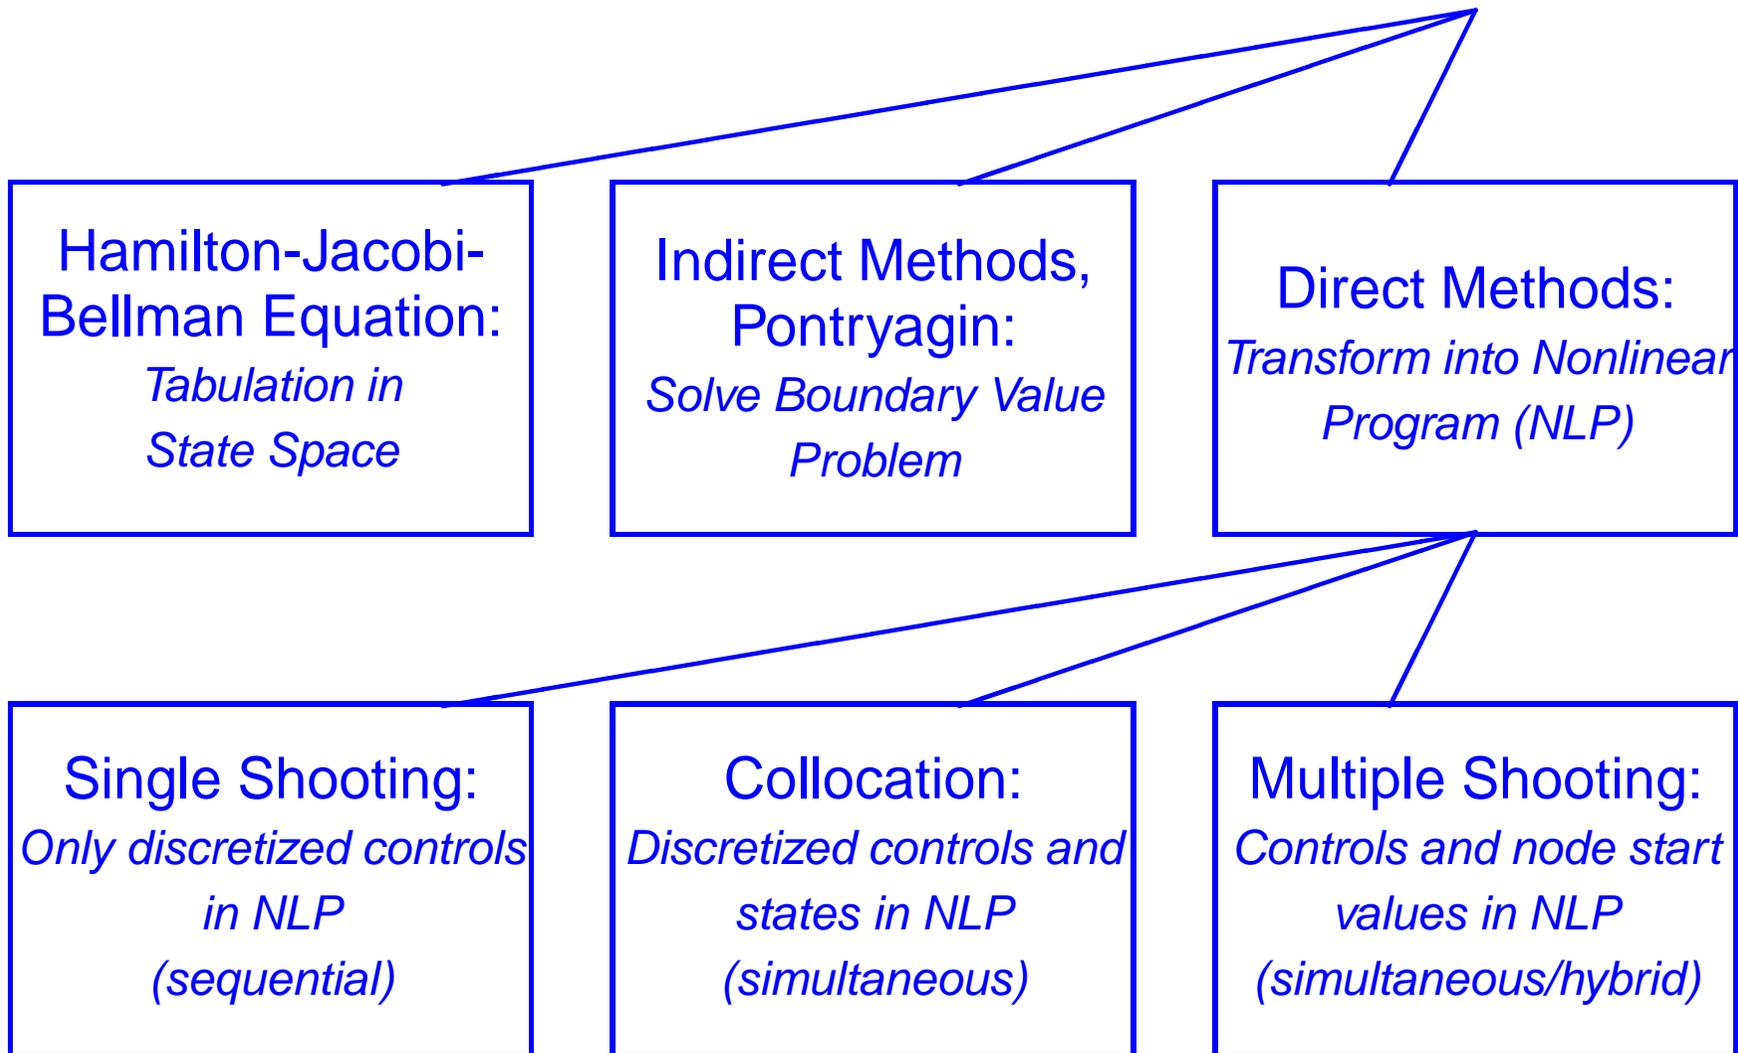 Hamilton-Jacobi-
Bellman Equation:
Tabulation in
State Space
Indirect Methods,
Pontryagin:
Solve Boundary Value
Problem
Direct Methods:
Transform into Nonlinear
Program (NLP)
Single Shooting:
Only discretized controls
in NLP
(sequential)
Collocation:
Discretized controls and
states in NLP
(simultaneous)
Multiple Shooting:
Controls and node start
values in NLP
(simultaneous/hybrid)